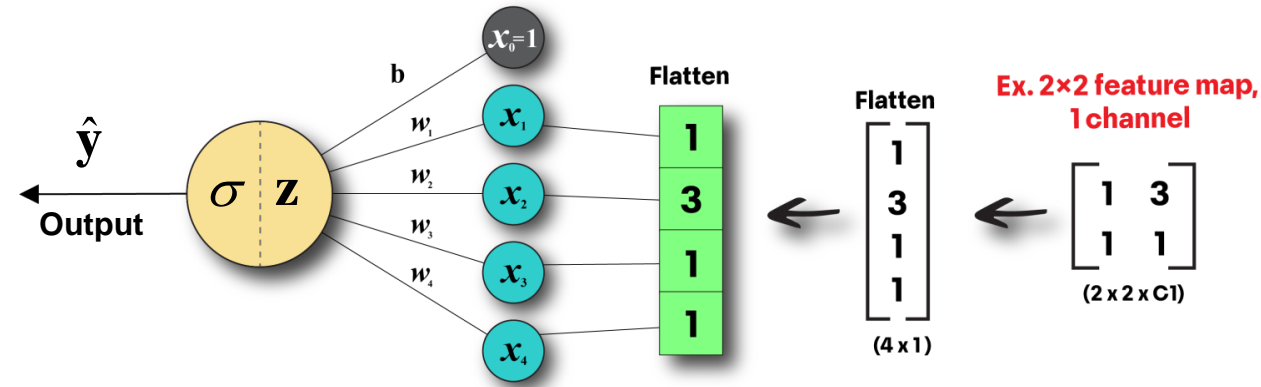 ŷ
Output
σ z
b
w₁
w₂
w₃
w₄
x₀=1
x₁
x₂
x₃
x₄
Flatten
1
3
1
1
Flatten
1
3
1
1
(4 x 1)
Ex. 2×2 feature map,
1 channel
1 3
1 1
(2 x 2 x C1)